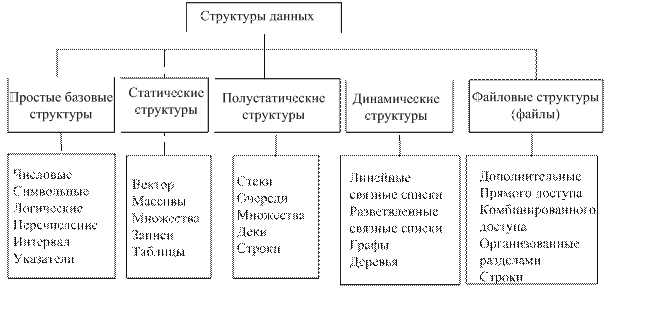 Структуры данных
Простые базовые
структуры
Статические
структуры
Полустатические
структуры
Динамические
структуры
Файловые структуры
(файлы)
Числовые
Символьные
Логические
Перечисление
Интервал
Указатели
Вектор
Массивы
Множества
Записи
Таблицы
Стеки
Очереди
Множества
Деки
Строки
Линейные
связные списки
Разветвленные
связные списки
Графы
Деревья
Дополнительные
Прямого доступа
Комбинированного
доступа
Организованные
разделами
Строки